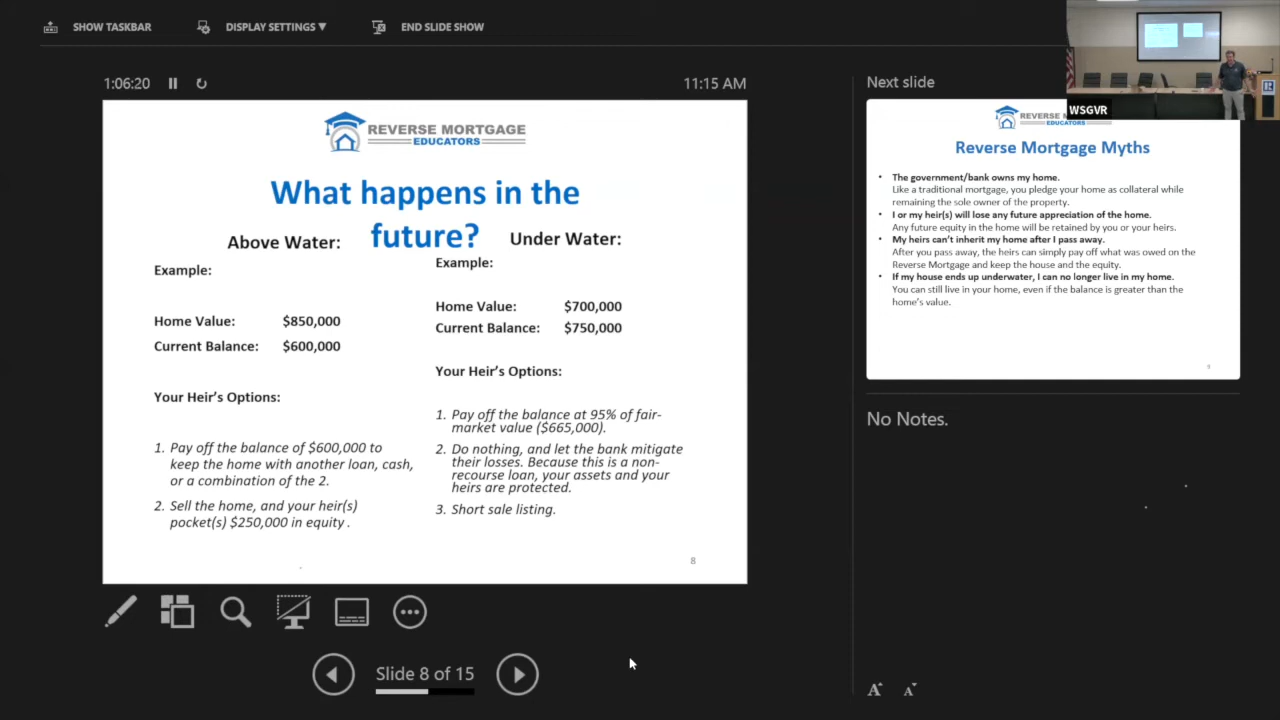 SHOW TASKBAR
DISPLAY SETTINGS ▼
END SLIDE SHOW
1:06:20
11:15 AM
REVERSE MORTGAGE
EDUCATORS
What happens in the
future?
Above Water:
Example:
Home Value: $850,000
Current Balance: $600,000
Your Heir's Options:
1. Pay off the balance of $600,000 to
keep the home with another loan, cash,
or a combination of the 2.
2. Sell the home, and your heir(s)
pocket(s) $250,000 in equity.
Under Water:
Example:
Home Value: $700,000
Current Balance: $750,000
Your Heir's Options:
1. Pay off the balance at 95% of fair-
market value ($665,000).
2. Do nothing, and let the bank mitigate
their losses. Because this is a non-
recourse loan, your assets and your
heirs are protected.
3. Short sale listing.
8
Slide 8 of 15
Next slide
WSGVR
REVERSE M
EDUCATORS
Reverse Mortgage Myths
• The government/bank owns my home.
Like a traditional mortgage, you pledge your home as collateral while
remaining the sole owner of the property.
• I or my heir(s) will lose any future appreciation of the home.
Any future equity in the home will be retained by you or your heirs.
• My heirs can't inherit my home after I pass away.
After you pass away, the heirs can simply pay off what was owed on the
Reverse Mortgage and keep the house and the equity.
• If my house ends up underwater, I can no longer live in my home.
You can still live in your home, even if the balance is greater than the
home's value.
9
No Notes.
A A